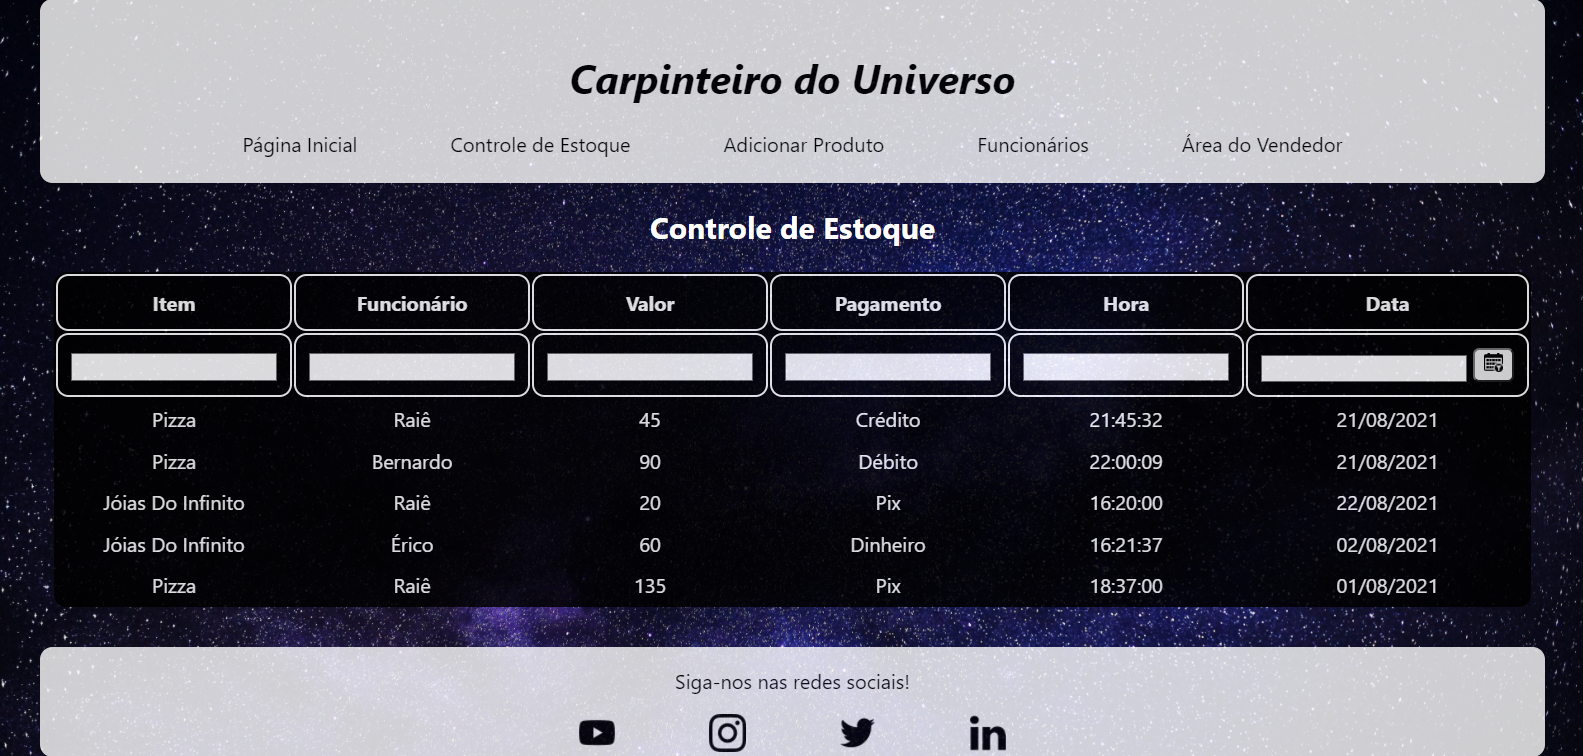 Carpinteiro do Universo
Página Inicial Controle de Estoque Adicionar Produto Funcionários Área do Vendedor
Controle de Estoque
Item Funcionário Valor Pagamento Hora Data
Pizza Raiê 45 Crédito 21:45:32 21/08/2021
Pizza Bernardo 90 Débito 22:00:09 21/08/2021
Jóias Do Infinito Raiê 20 Pix 16:20:00 22/08/2021
Jóias Do Infinito Érico 60 Dinheiro 16:21:37 02/08/2021
Pizza Raiê 135 Pix 18:37:00 01/08/2021
Siga-nos nas redes sociais!